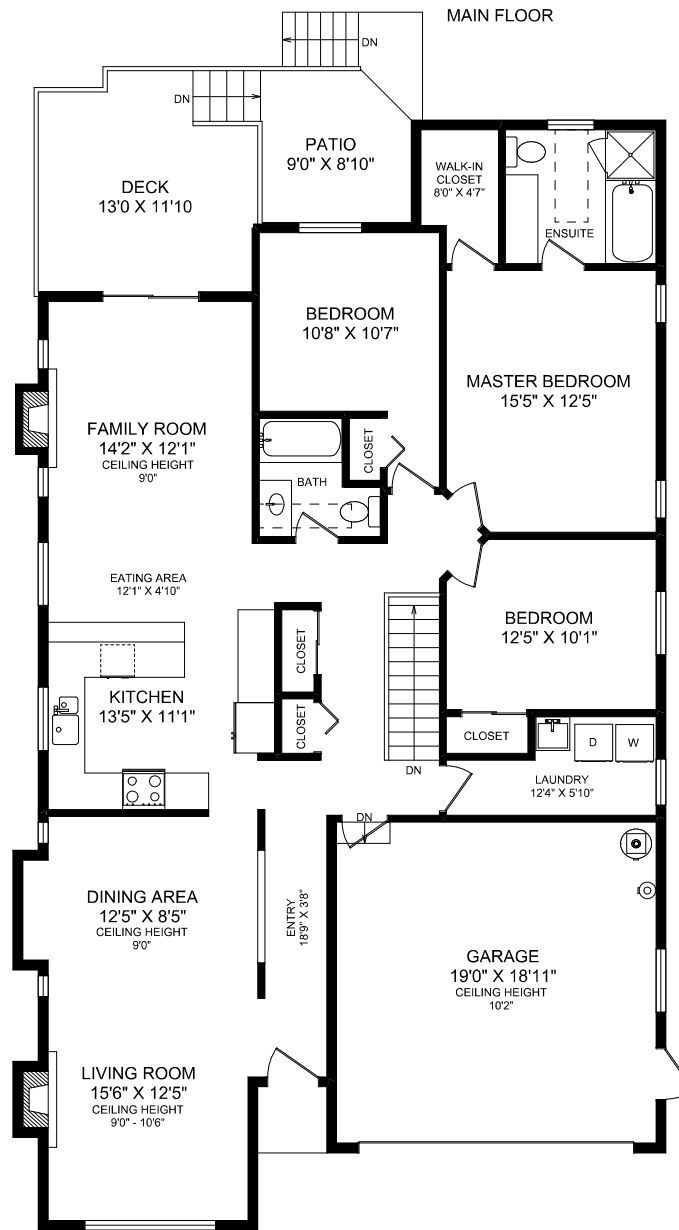 MAIN FLOOR
DN
DN
PATIO
9'0" X 8'10"
DECK
13'0 X 11'10
WALK-IN
CLOSET
8'0" X 4'7"
ENSUITE
BEDROOM
10'8" X 10'7"
MASTER BEDROOM
15'5" X 12'5"
FAMILY ROOM
14'2" X 12'1"
CEILING HEIGHT
9'0"
CLOSET
BATH
EATING AREA
12'1" X 4'10"
BEDROOM
12'5" X 10'1"
CLOSET
KITCHEN
13'5" X 11'1"
CLOSET
CLOSET
D
W
DN
LAUNDRY
12'4" X 5'10"
DN
DINING AREA
12'5" X 8'5"
CEILING HEIGHT
9'0"
ENTRY
18'9" X 3'8"
GARAGE
19'0" X 18'11"
CEILING HEIGHT
10'2"
LIVING ROOM
15'6" X 12'5"
CEILING HEIGHT
9'0" - 10'6"